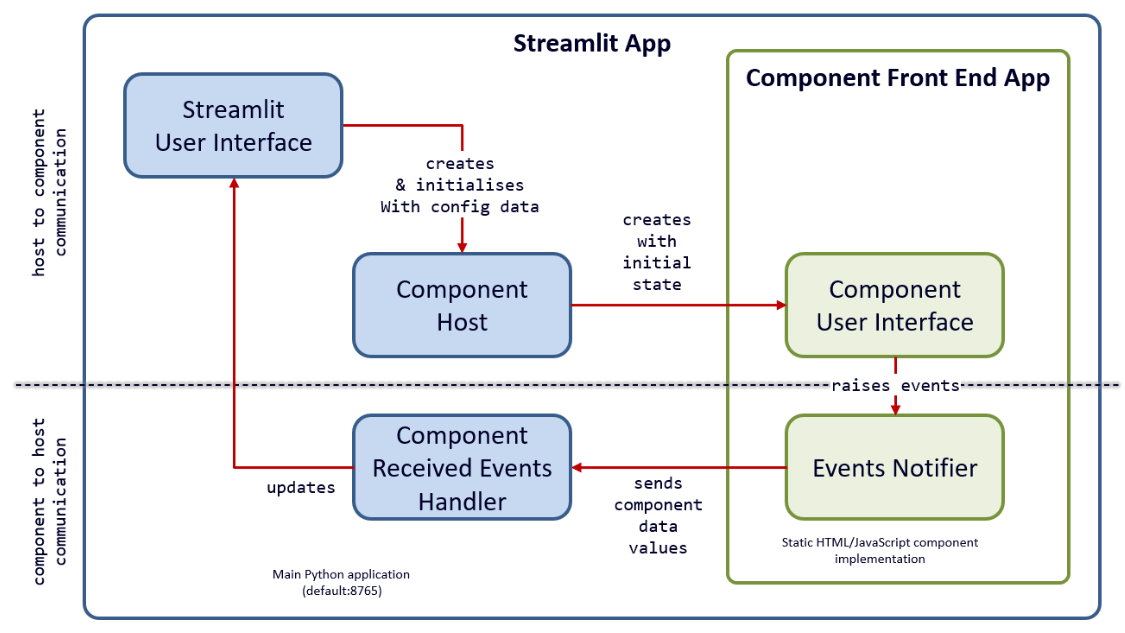 Streamlit App
Component Front End App
Streamlit
User Interface
host to component
communication
creates
& initialises
With config data
creates
with
initial
state
Component
Host
Component
User Interface
raises events
component to host
communication
Component
Received Events
Handler
Events Notifier
updates
sends
component
data
values
Static HTML/JavaScript component
implementation
Main Python application
(default:8765)